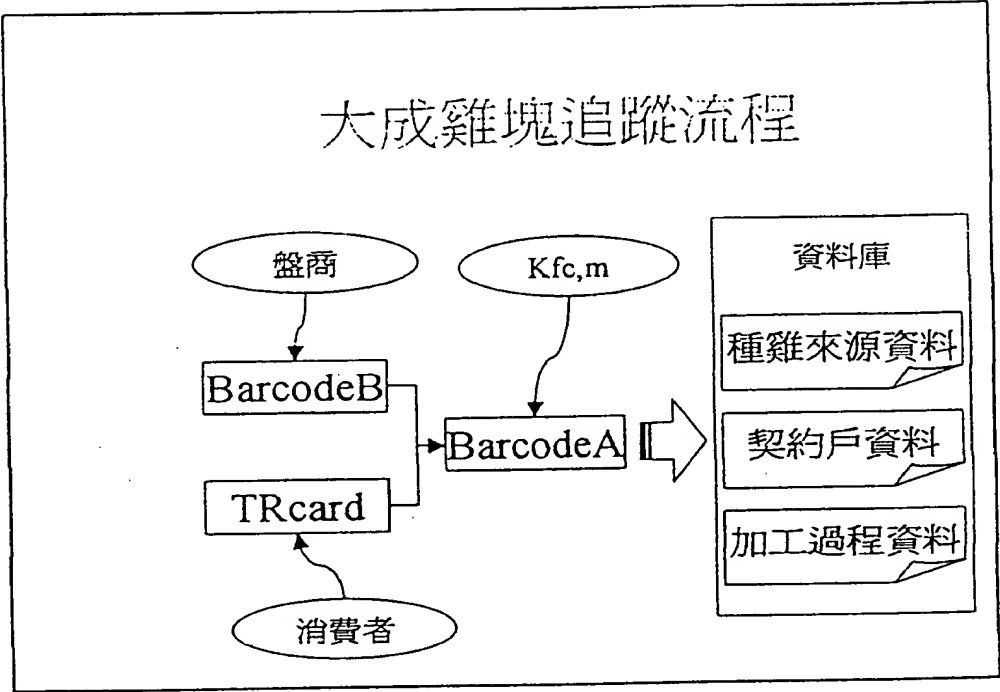 大成雞塊追蹤流程
盤商
Kfc,m
資料庫
BarcodeB
TRcard
BarcodeA
消費者
種雞來源資料
契約戶資料
加工過程資料